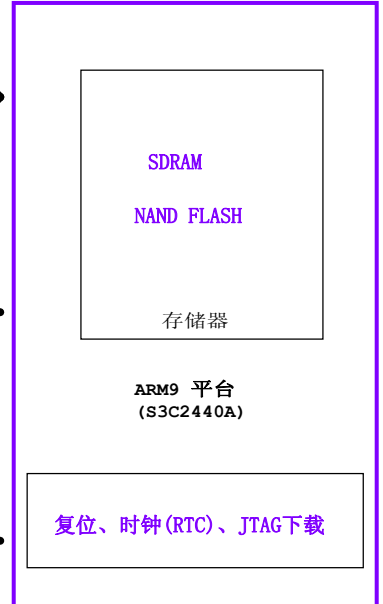 SDRAM
NAND FLASH
存储器
ARM9 平台
(S3C2440A)
复位、时钟(RTC)、JTAG下载